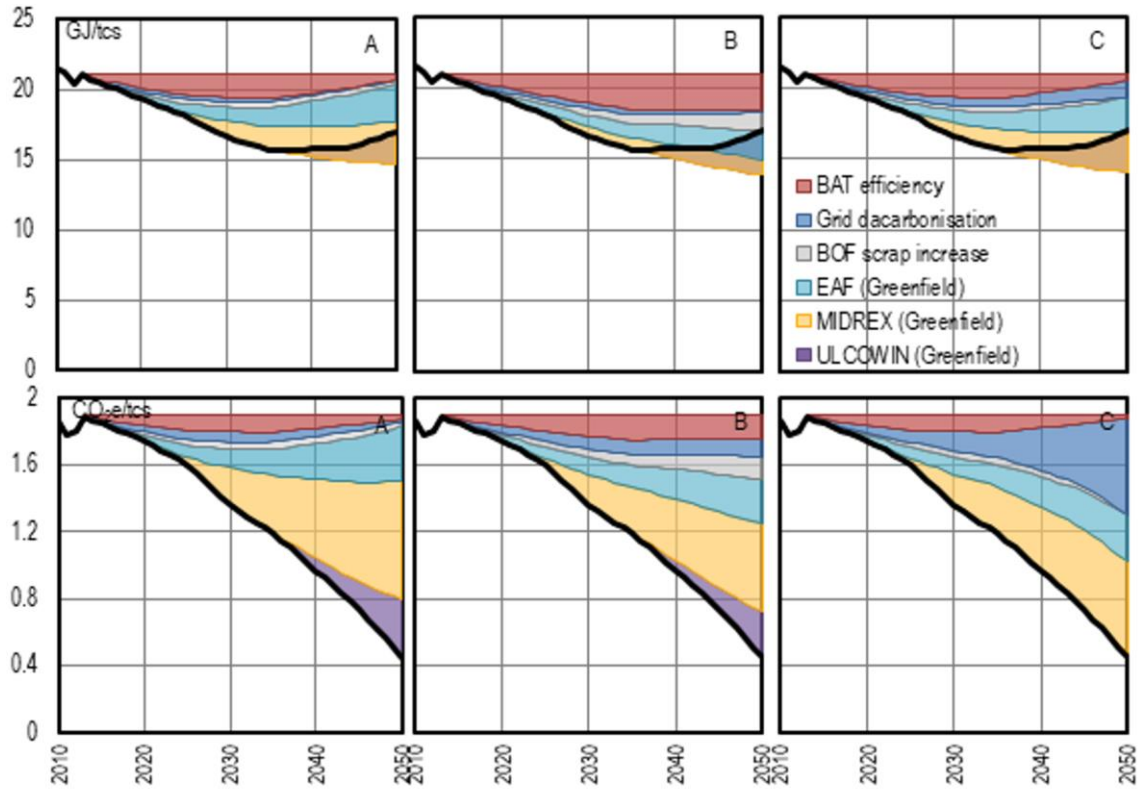 25
GJ/tcs
A
B
C
20
15
BAT efficiency
Grid dacarbonisation
BOF scrap increase
EAF (Greenfield)
MIDREX (Greenfield)
ULCOWIN (Greenfield)
10
5
0
2
CO₂e/tcs
A
B
C
1.6
1.2
0.8
0.4
0
2010
2020
2030
2040
2050
2020
2030
2040
2050
2010
2020
2030
2040
2050